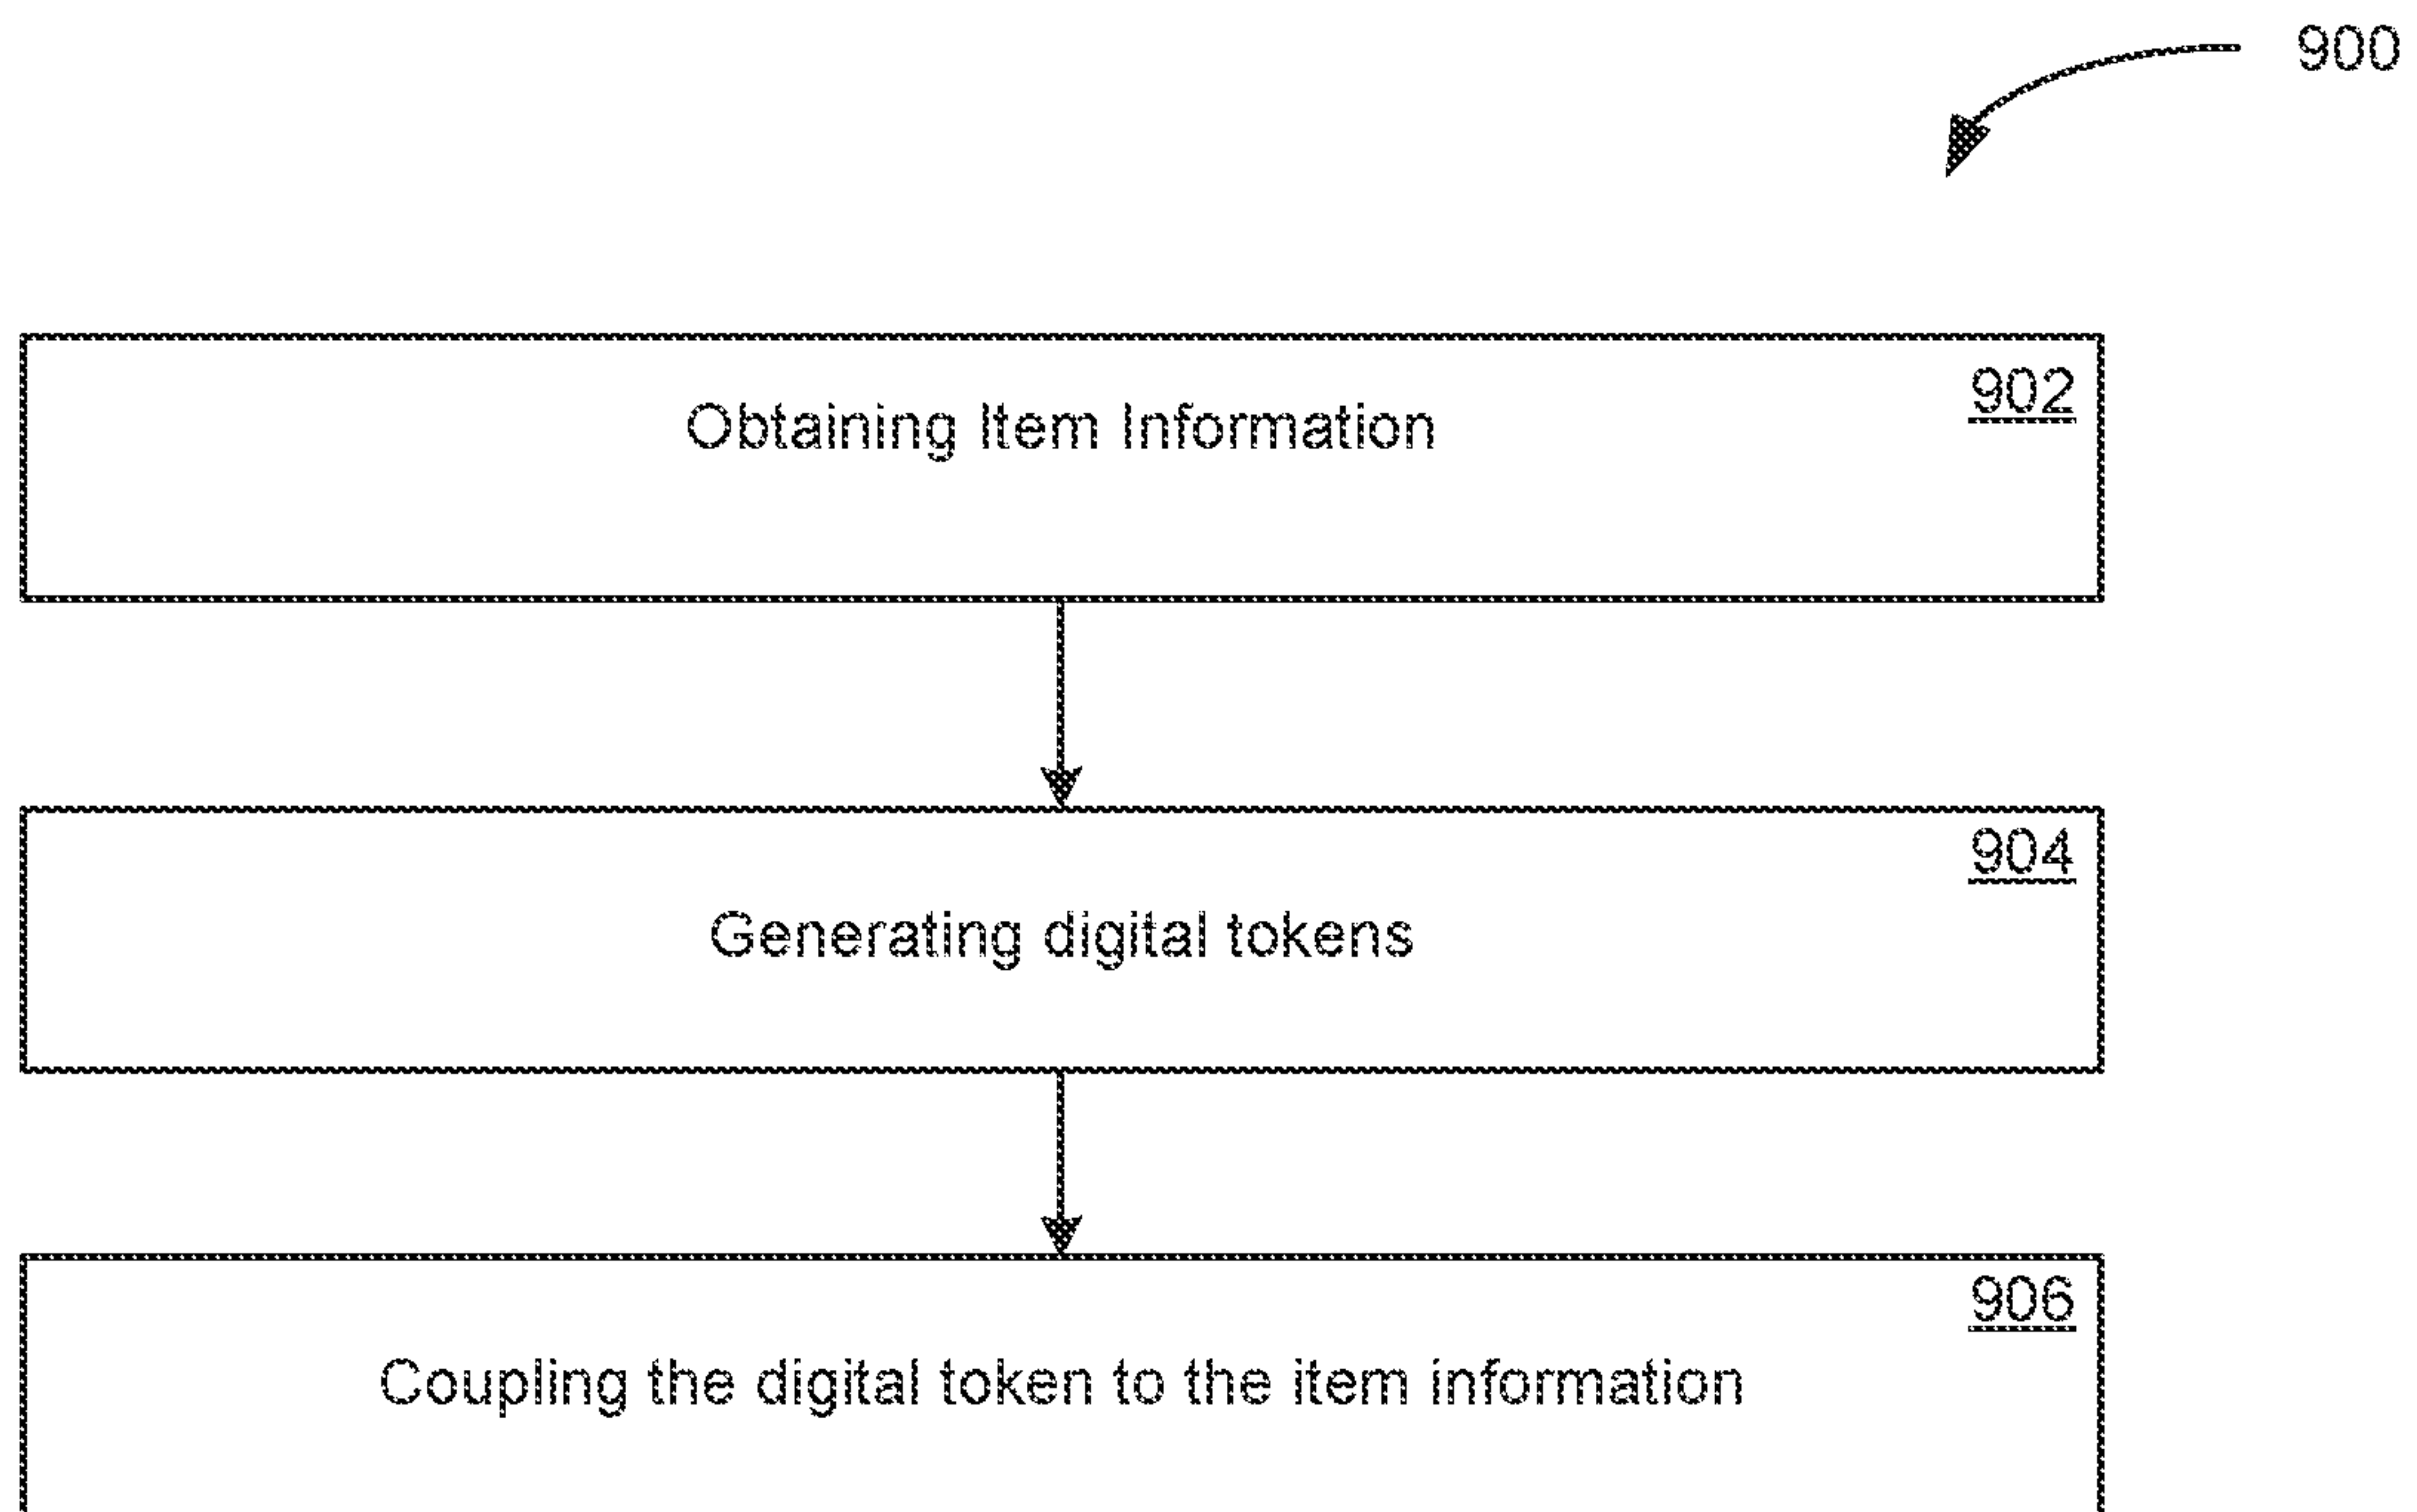 900
902
Obtaining Item Information
904
Generating digital tokens
906
Coupling the digital token to the item information